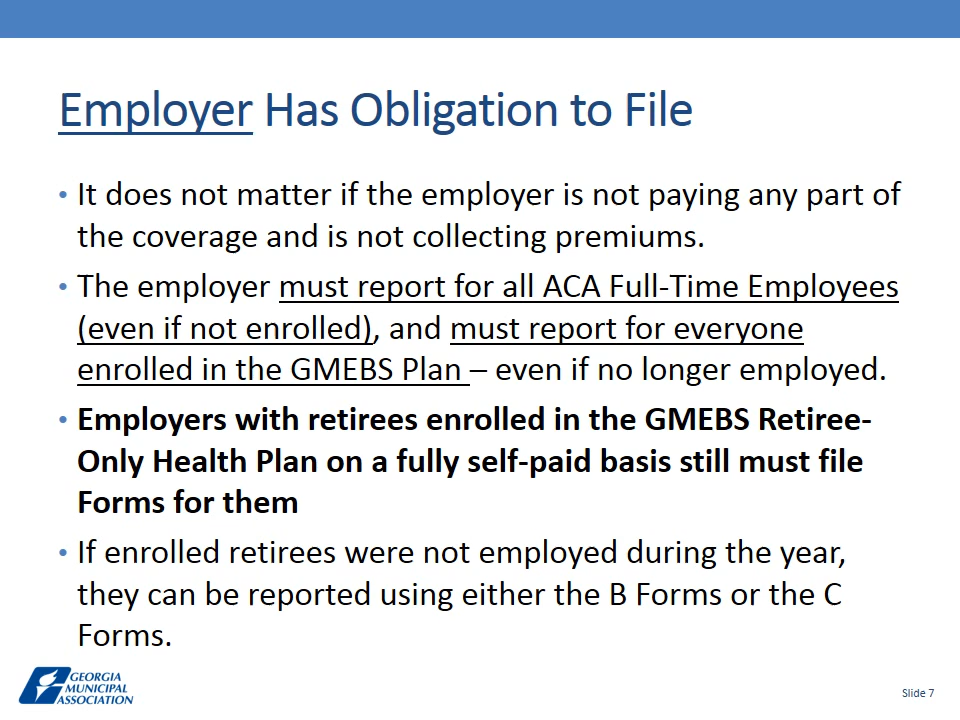 Employer Has Obligation to File
• It does not matter if the employer is not paying any part of
the coverage and is not collecting premiums.
• The employer must report for all ACA Full-Time Employees
(even if not enrolled), and must report for everyone
enrolled in the GMEBS Plan – even if no longer employed.
• Employers with retirees enrolled in the GMEBS Retiree-
Only Health Plan on a fully self-paid basis still must file
Forms for them
• If enrolled retirees were not employed during the year,
they can be reported using either the B Forms or the C
Forms.
GEORGIA
MUNICIPAL
ASSOCIATION
Slide 7